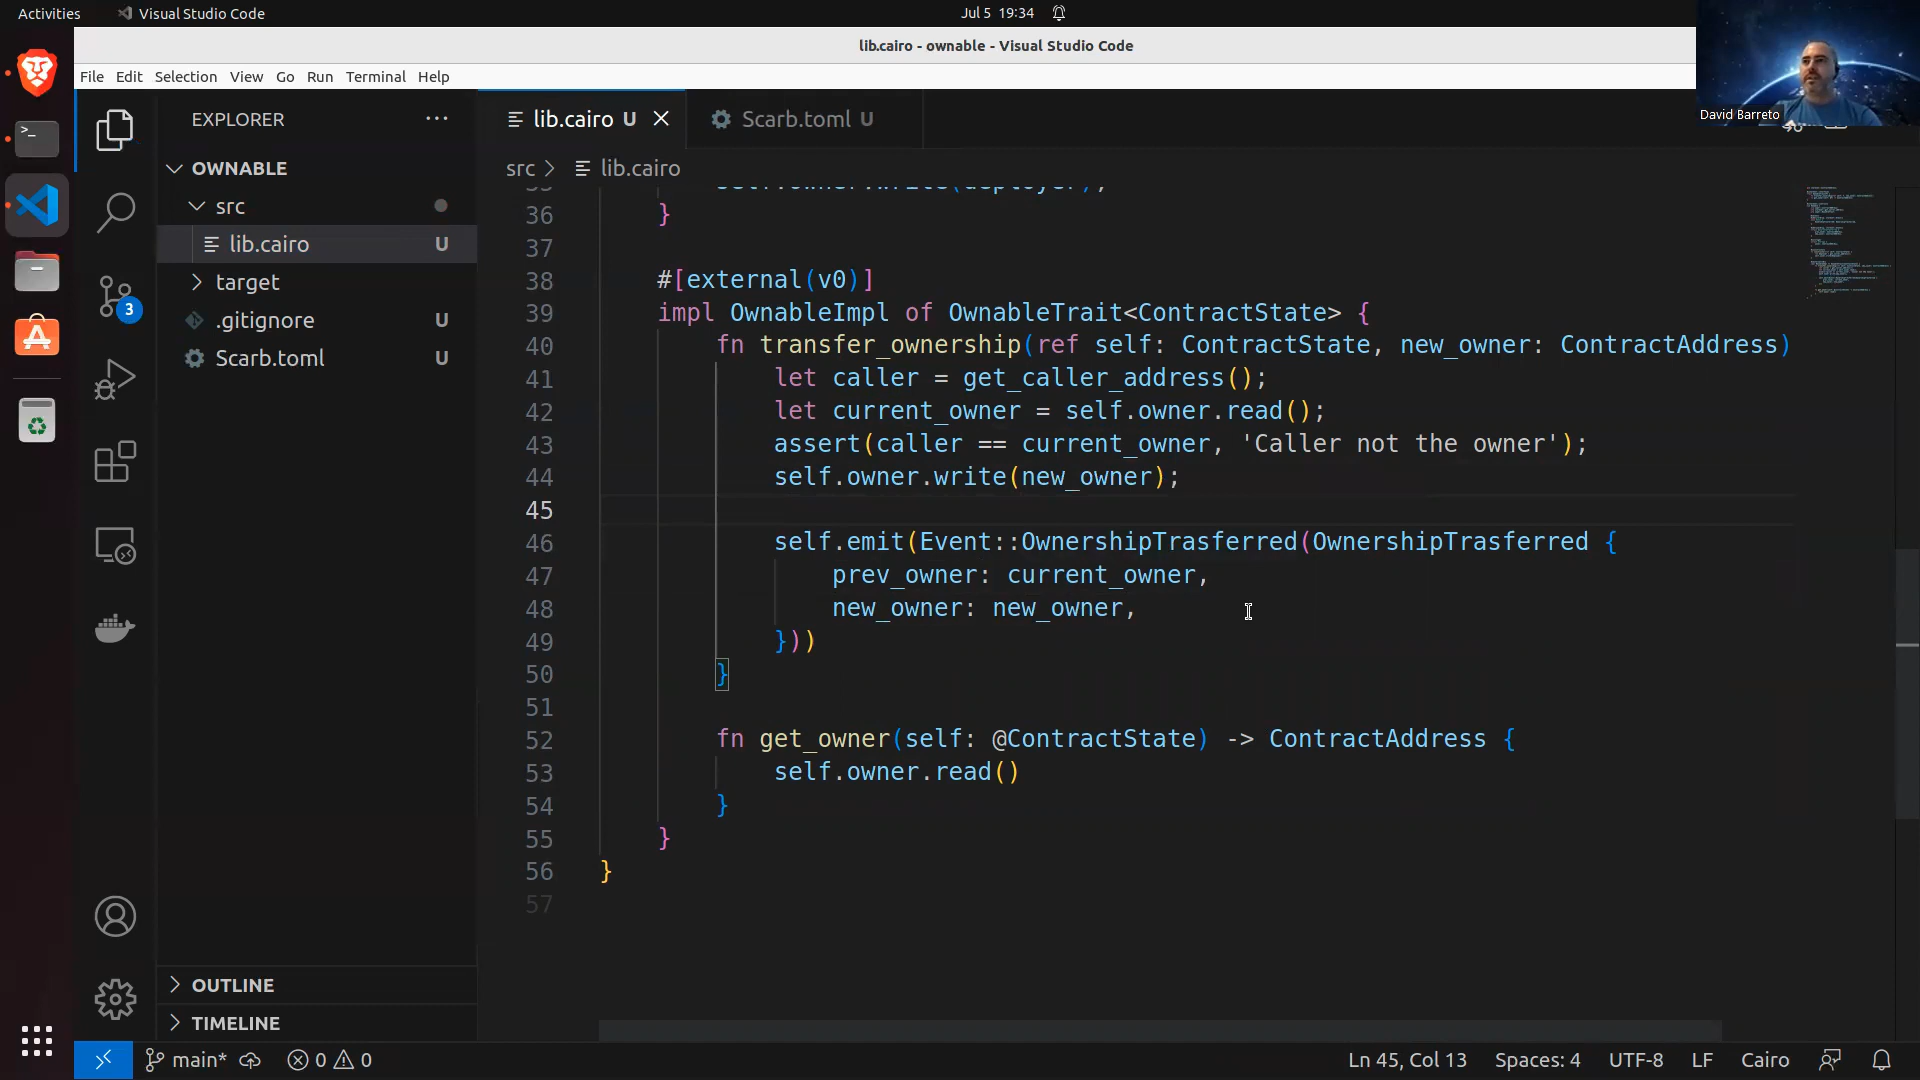 Activities
Visual Studio Code
Jul 5 19:34
lib.cairo - ownable - Visual Studio Code
David Barreto
File Edit Selection View Go Run Terminal Help
EXPLORER
OWNABLE
src
lib.cairo U
target
.gitignore U
Scarb.toml U
OUTLINE
TIMELINE
3
lib.cairo U
Scarb.toml U
src > lib.cairo
36 }
37
38 #[external(v0)]
39 impl OwnableImpl of OwnableTrait<ContractState> {
40 fn transfer_ownership(ref self: ContractState, new_owner: ContractAddress)
41 let caller = get_caller_address();
42 let current_owner = self.owner.read();
43 assert(caller == current_owner, 'Caller not the owner');
44 self.owner.write(new_owner);
45
46 self.emit(Event::OwnershipTrasferred(OwnershipTrasferred {
47 prev_owner: current_owner,
48 new_owner: new_owner,
49 }))
50 }
51
52 fn get_owner(self: @ContractState) -> ContractAddress {
53 self.owner.read()
54 }
55 }
56 }
57
main* 0 0 Ln 45, Col 13 Spaces: 4 UTF-8 LF Cairo